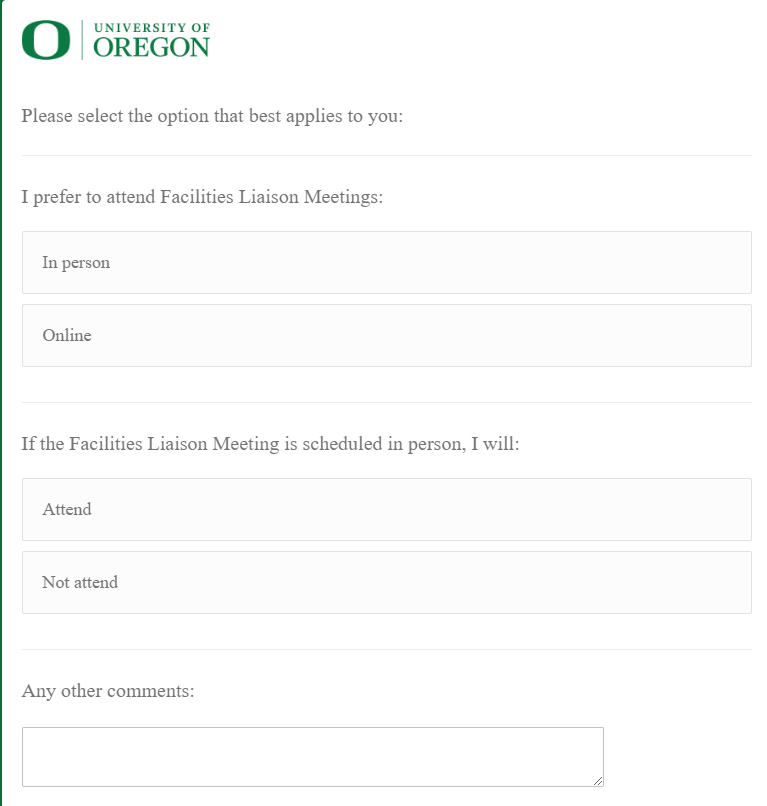 UNIVERSITY OF
OREGON
Please select the option that best applies to you:
I prefer to attend Facilities Liaison Meetings:
In person
Online
If the Facilities Liaison Meeting is scheduled in person, I will:
Attend
Not attend
Any other comments: